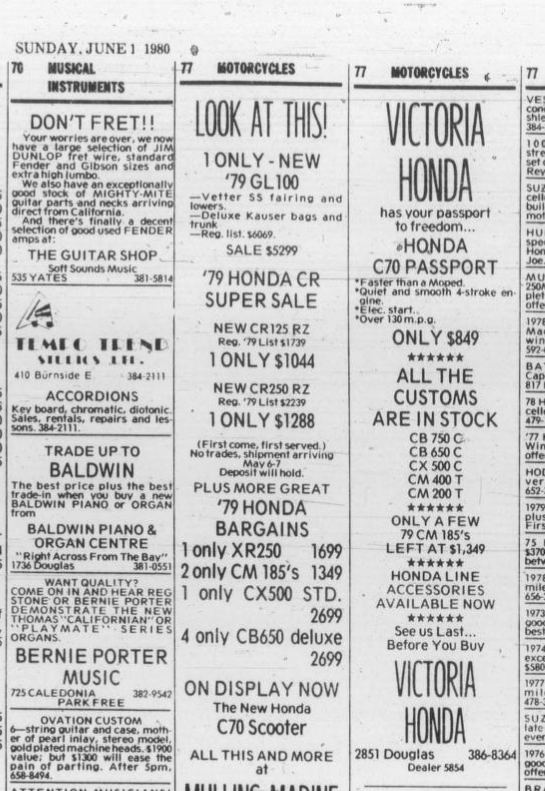 SUNDAY, JUNE 1 1980
70 MUSICAL
INSTRUMENTS
DON'T FRET!!
Your worries are over, we now
have a large selection of JIM
DUNLOP fret wire, standard
Fender and Gibson sizes and
extra high jumbo.
We also have an exceptionally
good stock of MIGHTY-MITE
guitar parts and necks arriving
direct from California.
And there's finally a decent
selection of good used FENDER
amps at:
THE GUITAR SHOP
Soft Sounds Music
535 YATES 381-5814
TEMPO TREND
STUDIOS LTD.
410 Burnside E 384-2111
ACCORDIONS
Key board, chromatic, diotonic.
Sales, rentals, repairs and les-
sons. 384-2111.
TRADE UP TO
BALDWIN
The best price plus the best
trade-in when you buy a new
BALDWIN PIANO or ORGAN
from
BALDWIN PIANO &
ORGAN CENTRE
"Right Across From The Bay"
1736 Douglas 381-0551
WANT QUALITY?
COME ON IN AND HEAR REG
STONE OR BERNIE PORTER
DEMONSTRATE THE NEW
THOMAS "CALIFORNIAN" OR
"PLAYMATE" SERIES
ORGANS.
BERNIE PORTER
MUSIC
725 CALEDONIA 382-9542
PARK FREE
OVATION CUSTOM
6—string guitar and case, moth-
er of pearl inlay, stereo model,
gold plated machine heads. $1900
value; but $1300 will ease the
pain of parting. After 5pm.
658-8494.
77 MOTORCYCLES
LOOK AT THIS!
1 ONLY - NEW
'79 GL100
—Vetter SS fairing and
lowers.
—Deluxe Kauser bags and
trunk
—Reg. list. $6069.
SALE $5299
'79 HONDA CR
SUPER SALE
NEW CR125 RZ
Reg. '79 List $1739
1 ONLY $1044
NEW CR250 RZ
Reg. '79 List $2239
1 ONLY $1288
(First come, first served.)
No trades, shipment arriving
May 6-7
Deposit will hold.
PLUS MORE GREAT
'79 HONDA
BARGAINS
1 only XR250 1699
2 only CM 185's 1349
1 only CX500 STD.
2699
4 only CB650 deluxe
2699
ON DISPLAY NOW
The New Honda
C70 Scooter
ALL THIS AND MORE
at
77 MOTORCYCLES
VICTORIA
HONDA
has your passport
to freedom...
HONDA
C70 PASSPORT
*Faster than a Moped.
*Quiet and smooth 4-stroke en-
gine.
*Elec. start..
*Over 130 m.p.g.
ONLY $849
******
ALL THE
CUSTOMS
ARE IN STOCK
CB 750 C
CB 650 C
CX 500 C
CM 400 T
CM 200 T
******
ONLY A FEW
79 CM 185's
LEFT AT $1,349
******
HONDA LINE
ACCESSORIES
AVAILABLE NOW
******
See us Last...
Before You Buy
VICTORIA
HONDA
2851 Douglas 386-8364
Dealer 5854
77